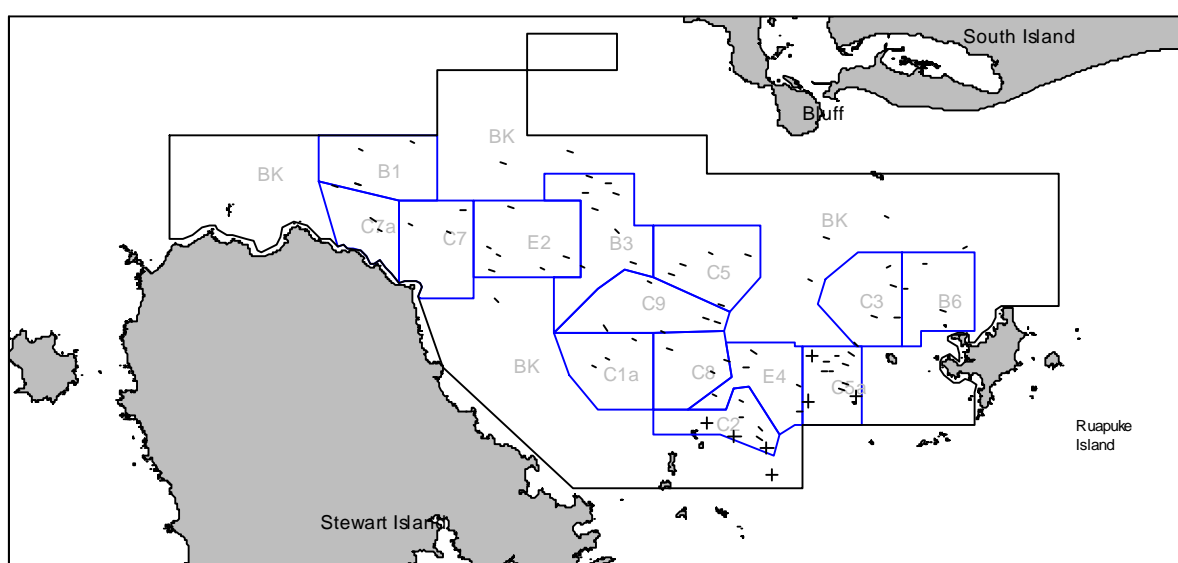 South Island
Bluff
BK
BK
B1
BK
C7a
C7
E2
B3
C5
C9
C3
B6
BK
C1a
C8
E4
C5a
C2
Ruapuke
Island
Stewart Island